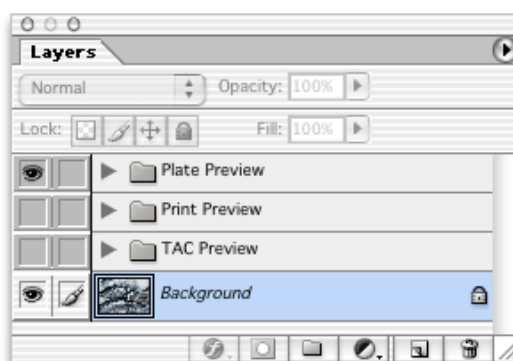 Layers
Normal Opacity: 100%
Lock: Fill: 100%
Plate Preview
Print Preview
TAC Preview
Background